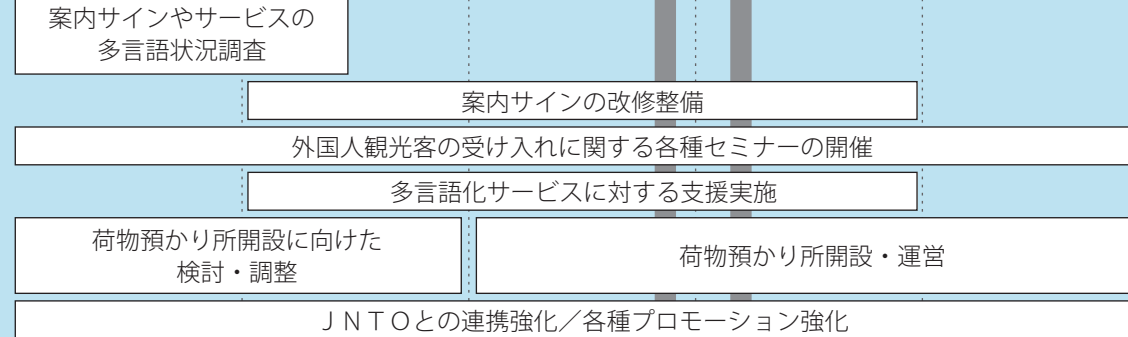 案内サインやサービスの
多言語状況調査
案内サインの改修整備
外国人観光客の受け入れに関する各種セミナーの開催
多言語化サービスに対する支援実施
荷物預かり所開設に向けた
検討・調整
荷物預かり所開設・運営
ＪＮＴＯとの連携強化／各種プロモーション強化